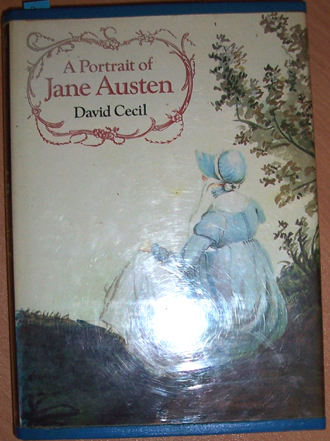 A Portrait of
Jane Austen
David Cecil